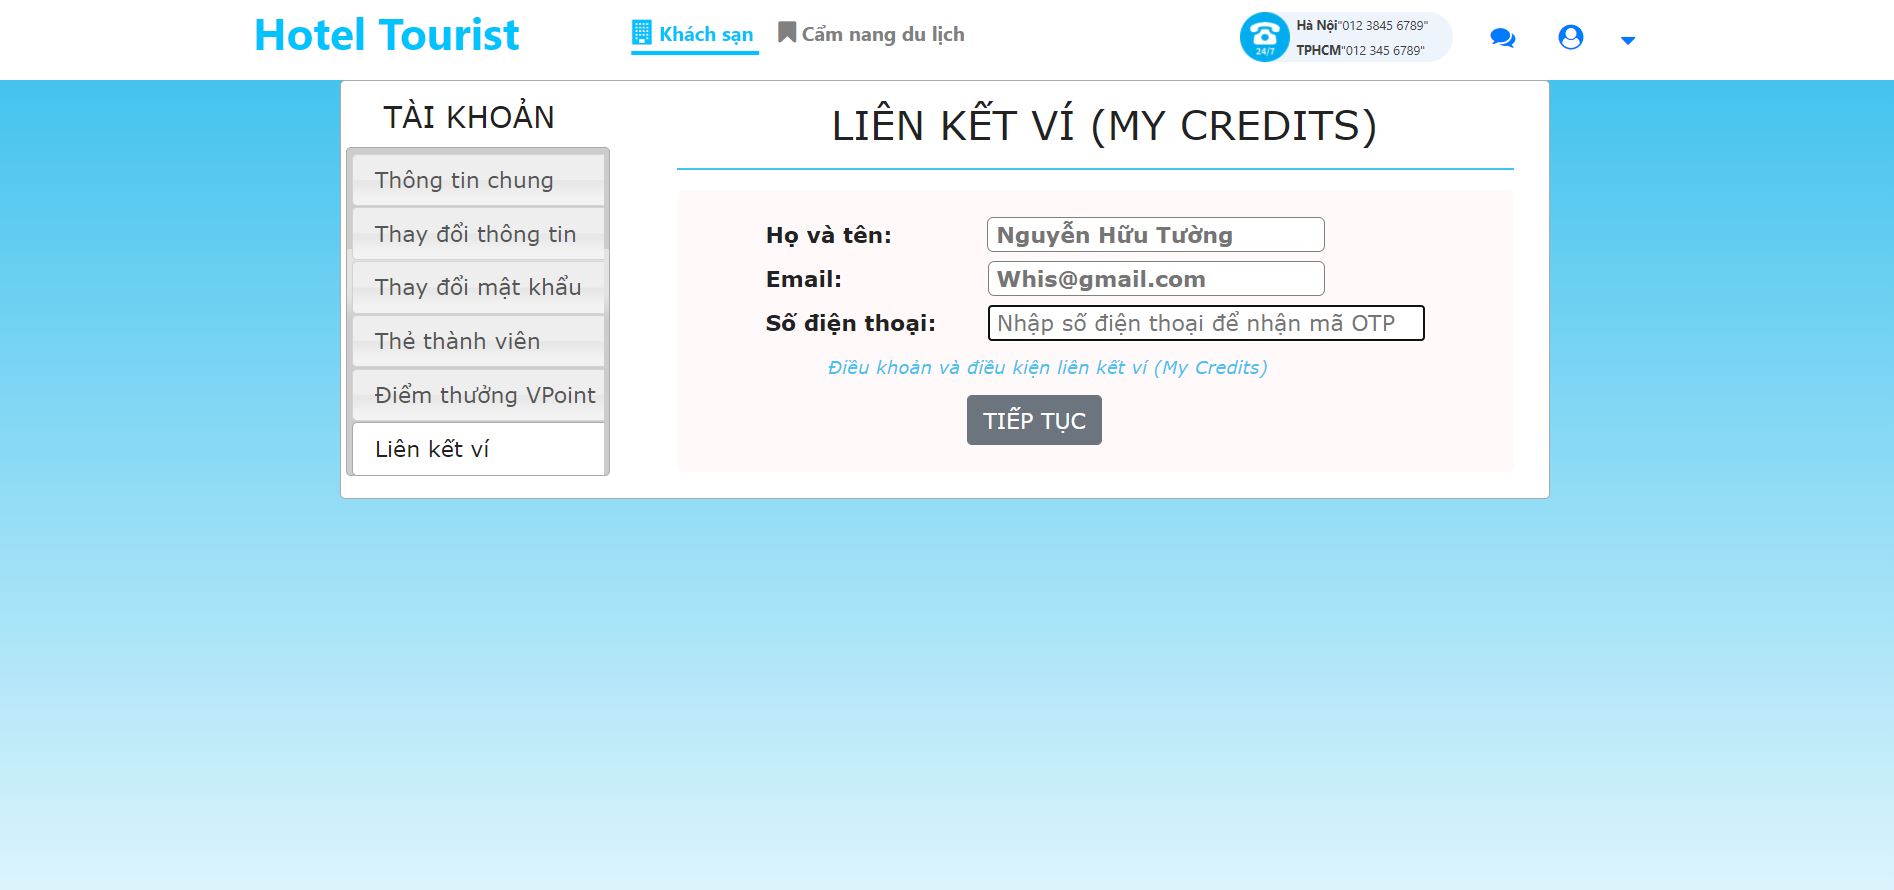 Hotel Tourist
Khách sạn
Cẩm nang du lịch
24/7
Hà Nội"012 3845 6789"
TPHCM"012 345 6789"
TÀI KHOẢN
Thông tin chung
Thay đổi thông tin
Thay đổi mật khẩu
Thẻ thành viên
Điểm thưởng VPoint
Liên kết ví
LIÊN KẾT VÍ (MY CREDITS)
Họ và tên: Nguyễn Hữu Tường
Email: Whis@gmail.com
Số điện thoại: Nhập số điện thoại để nhận mã OTP
Điều khoản và điều kiện liên kết ví (My Credits)
TIẾP TỤC